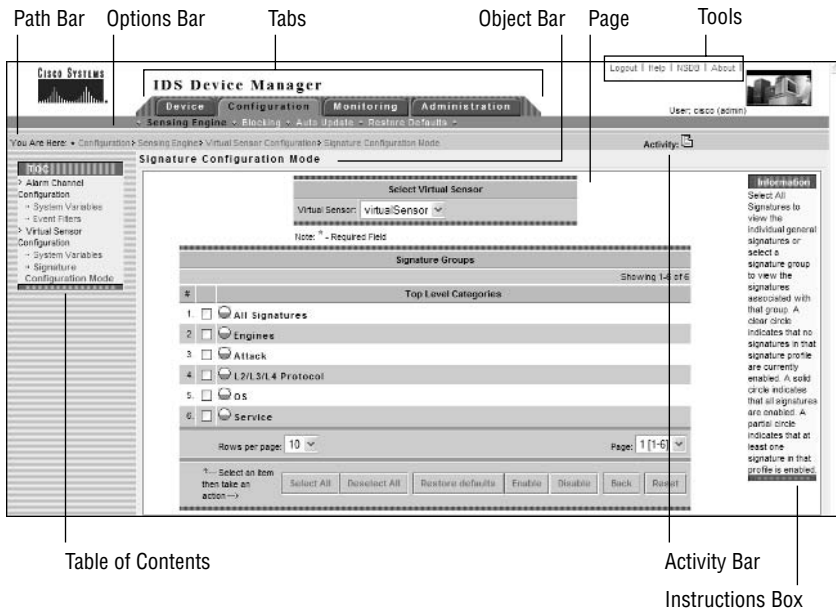 Path Bar Options Bar Tabs Object Bar Page Tools
Logout | Help | NSDB | About |
CISCO SYSTEMS
IDS Device Manager
Device Configuration Monitoring Administration
User: cisco (admin)
Sensing Engine • Blocking • Auto Update • Restore Defaults •
You Are Here: • Configuration > Sensing Engine > Virtual Sensor Configuration > Signature Configuration Mode
Activity:
Signature Configuration Mode
TOC
> Alarm Channel
Configuration
→ System Variables
→ Event Filters
> Virtual Sensor
Configuration
→ System Variables
→ Signature
Configuration Mode
Select Virtual Sensor
Virtual Sensor: virtualSensor
Note: * - Required Field
Signature Groups
Showing 1-6 of 6
# Top Level Categories
1. All Signatures
2. Engines
3. Attack
4. L2/L3/L4 Protocol
5. OS
6. Service
Rows per page: 10
Page: 1 [1-6]
^--- Select an item
then take an
action -->
Select All Deselect All Restore defaults Enable Disable Back Reset
Information
Select All
Signatures to
view the
individual general
signatures or
select a
signature group
to view the
signatures
associated with
that group. A
clear circle
indicates that no
signatures in that
signature profile
are currently
enabled. A solid
circle indicates
that all signatures
are enabled. A
partial circle
indicates that at
least one
signature in that
profile is enabled.
Table of Contents
Activity Bar
Instructions Box